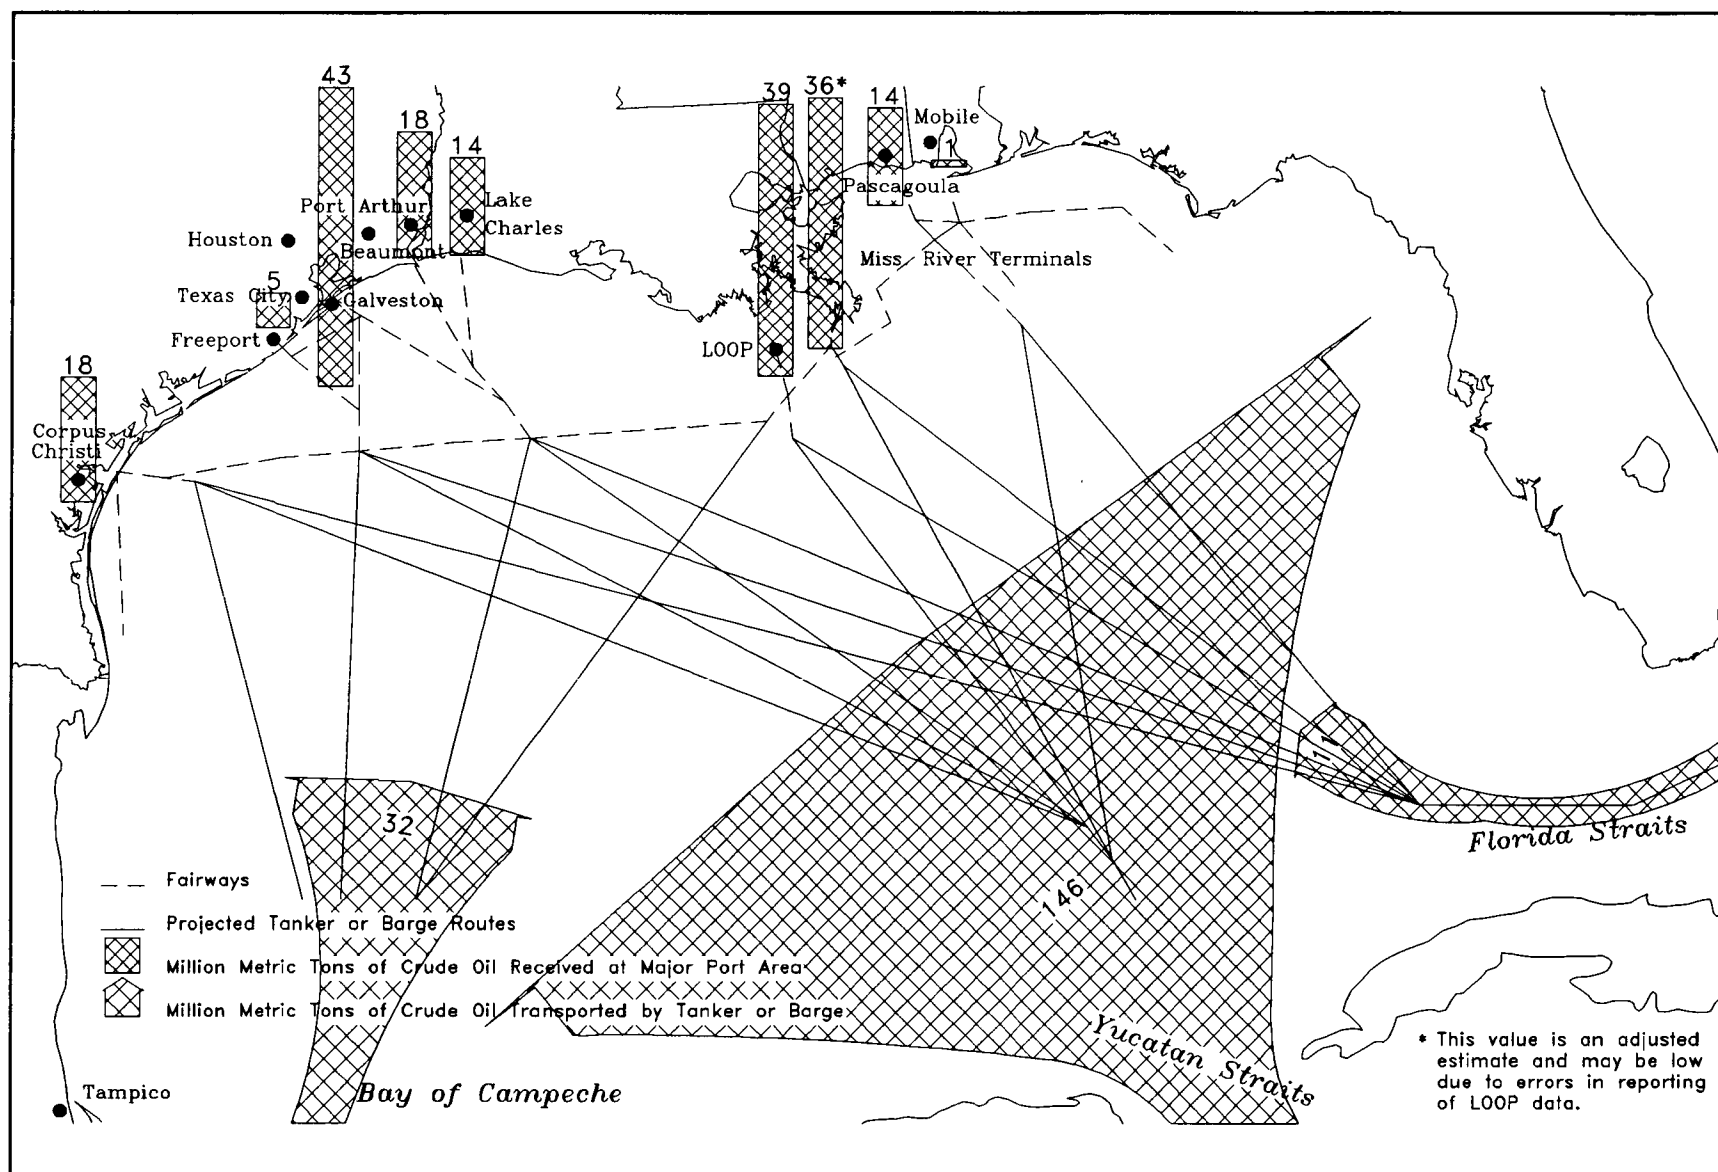 43
39
36*
14
Mobile
1
18
14
Port Arthur
Lake
Charles
Pascagoula
Houston
Beaumont
Miss. River Terminals
5
Texas City
Galveston
Freeport
LOOP
18
Corpus
Christi
11
32
Florida Straits
146
Fairways
Projected Tanker or Barge Routes
Million Metric Tons of Crude Oil Received at Major Port Area
Million Metric Tons of Crude Oil Transported by Tanker or Barge
Yucatan Straits
* This value is an adjusted
estimate and may be low
due to errors in reporting
of LOOP data.
Tampico
Bay of Campeche